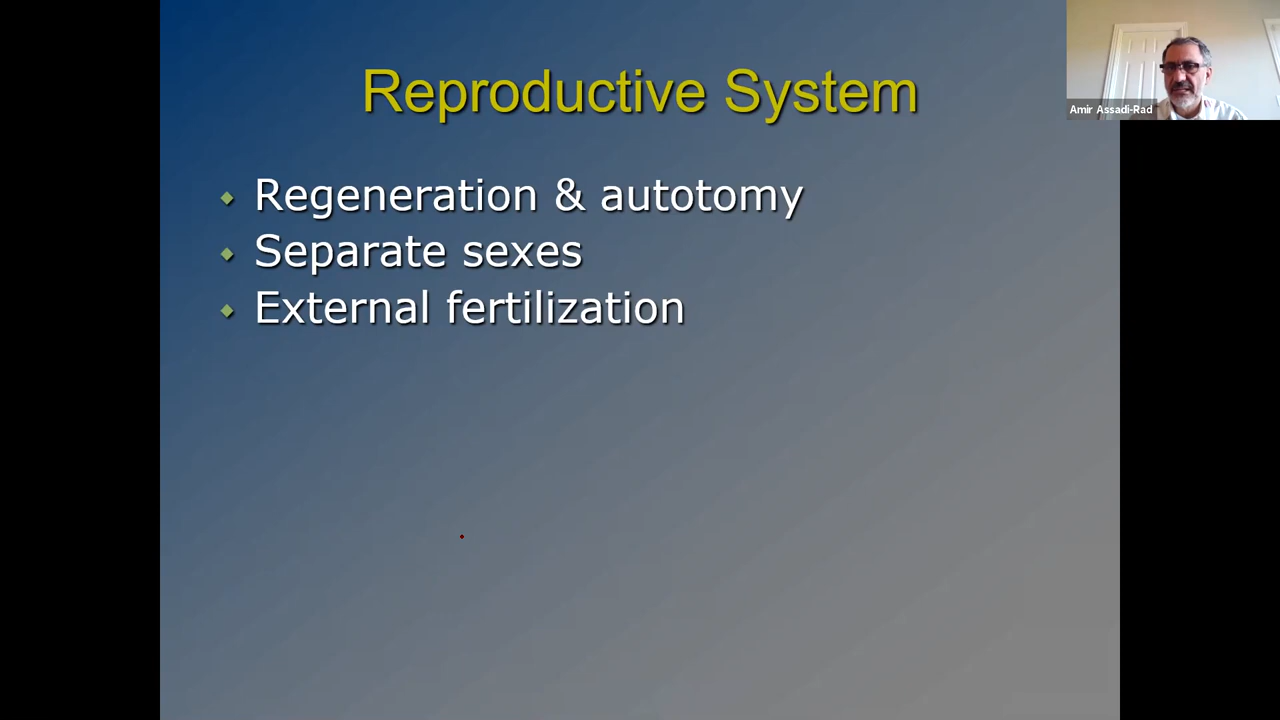 Reproductive System
Amir Assadi-Rad
Regeneration & autotomy
Separate sexes
External fertilization